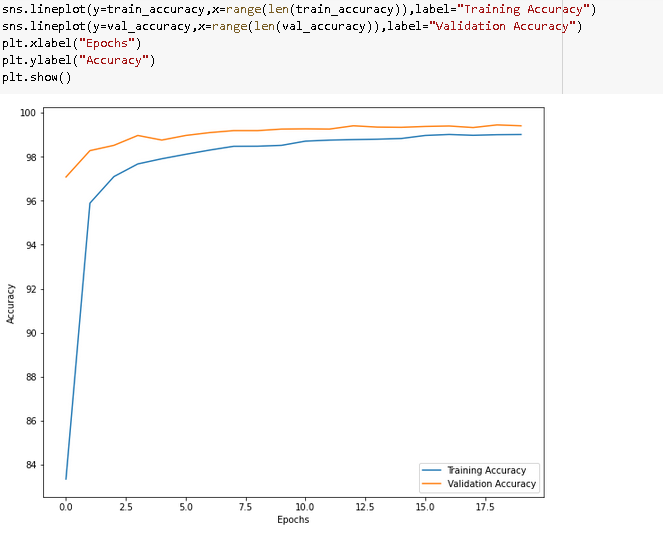 sns.lineplot(y=train_accuracy,x=range(len(train_accuracy)),label="Training Accuracy")
sns.lineplot(y=val_accuracy,x=range(len(val_accuracy)),label="Validation Accuracy")
plt.xlabel("Epochs")
plt.ylabel("Accuracy")
plt.show()
100
98
96
94
92
90
88
86
84
Accuracy
Training Accuracy
Validation Accuracy
0.0 2.5 5.0 7.5 10.0 12.5 15.0 17.5
Epochs